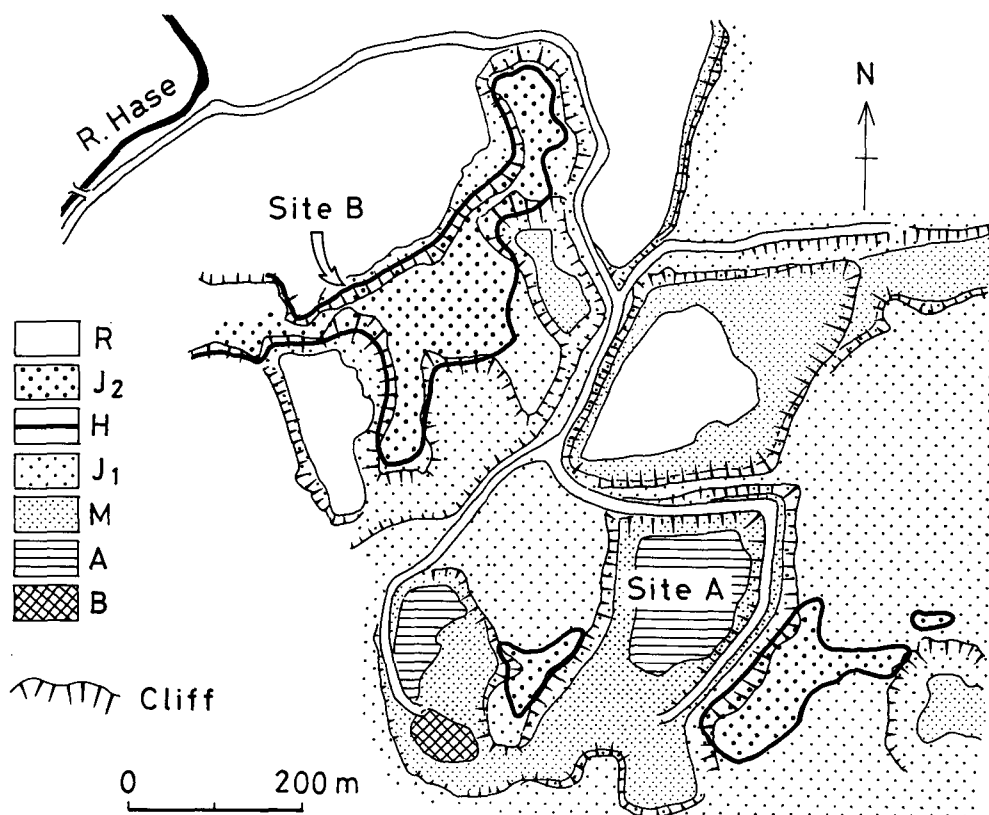 R. Hase
N
Site B
R
J₂
H
J₁
M
A
B
Site A
Cliff
0 200 m